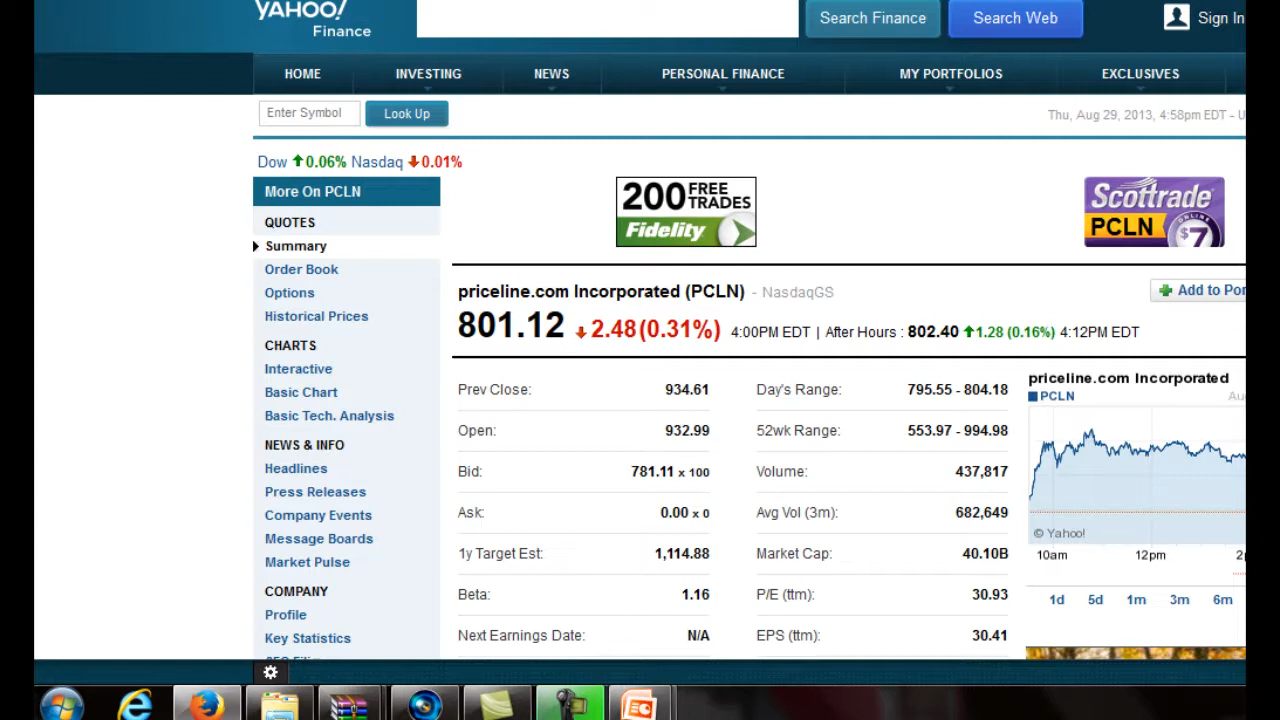 YAHOO!
Finance
Search Finance
Search Web
Sign In
HOME
INVESTING
NEWS
PERSONAL FINANCE
MY PORTFOLIOS
EXCLUSIVES
Enter Symbol
Look Up
Thu, Aug 29, 2013, 4:58pm EDT - U
Dow 0.06% Nasdaq 0.01%
More On PCLN
QUOTES
Summary
Order Book
Options
Historical Prices
CHARTS
Interactive
Basic Chart
Basic Tech. Analysis
NEWS & INFO
Headlines
Press Releases
Company Events
Message Boards
Market Pulse
COMPANY
Profile
Key Statistics
200 FREE TRADES
Fidelity
Scottrade
PCLN ONLINE $7
priceline.com Incorporated (PCLN) - NasdaqGS
Add to Por
801.12 2.48(0.31%) 4:00PM EDT | After Hours : 802.40 1.28 (0.16%) 4:12PM EDT
Prev Close: 934.61
Open: 932.99
Bid: 781.11 x 100
Ask: 0.00 x 0
1y Target Est: 1,114.88
Beta: 1.16
Next Earnings Date: N/A
Day's Range: 795.55 - 804.18
52wk Range: 553.97 - 994.98
Volume: 437,817
Avg Vol (3m): 682,649
Market Cap: 40.10B
P/E (ttm): 30.93
EPS (ttm): 30.41
priceline.com Incorporated
PCLN Au
© Yahoo!
10am 12pm 2
1d 5d 1m 3m 6m